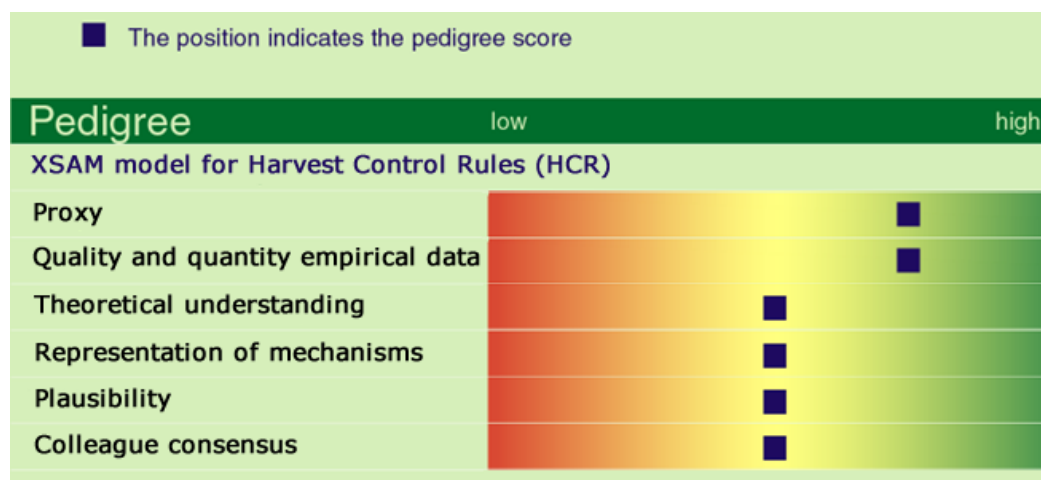 The position indicates the pedigree score
Pedigree low high
XSAM model for Harvest Control Rules (HCR)
Proxy
Quality and quantity empirical data
Theoretical understanding
Representation of mechanisms
Plausibility
Colleague consensus